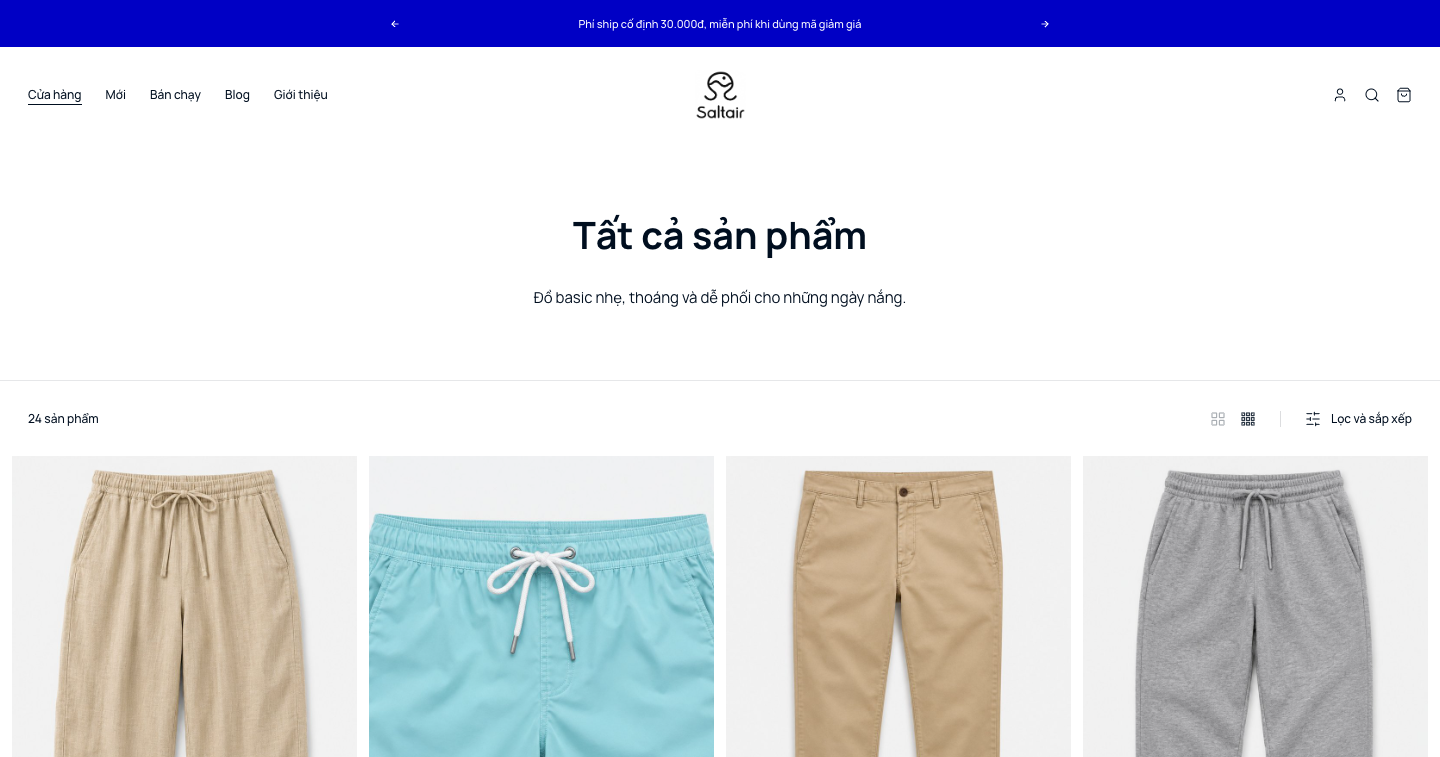 Phí ship cố định 30.000đ, miễn phí khi dùng mã giảm giá
Cửa hàng
Mới
Bán chạy
Blog
Giới thiệu
Saltair
Tất cả sản phẩm
Đồ basic nhẹ, thoáng và dễ phối cho những ngày nắng.
24 sản phẩm
Lọc và sắp xếp